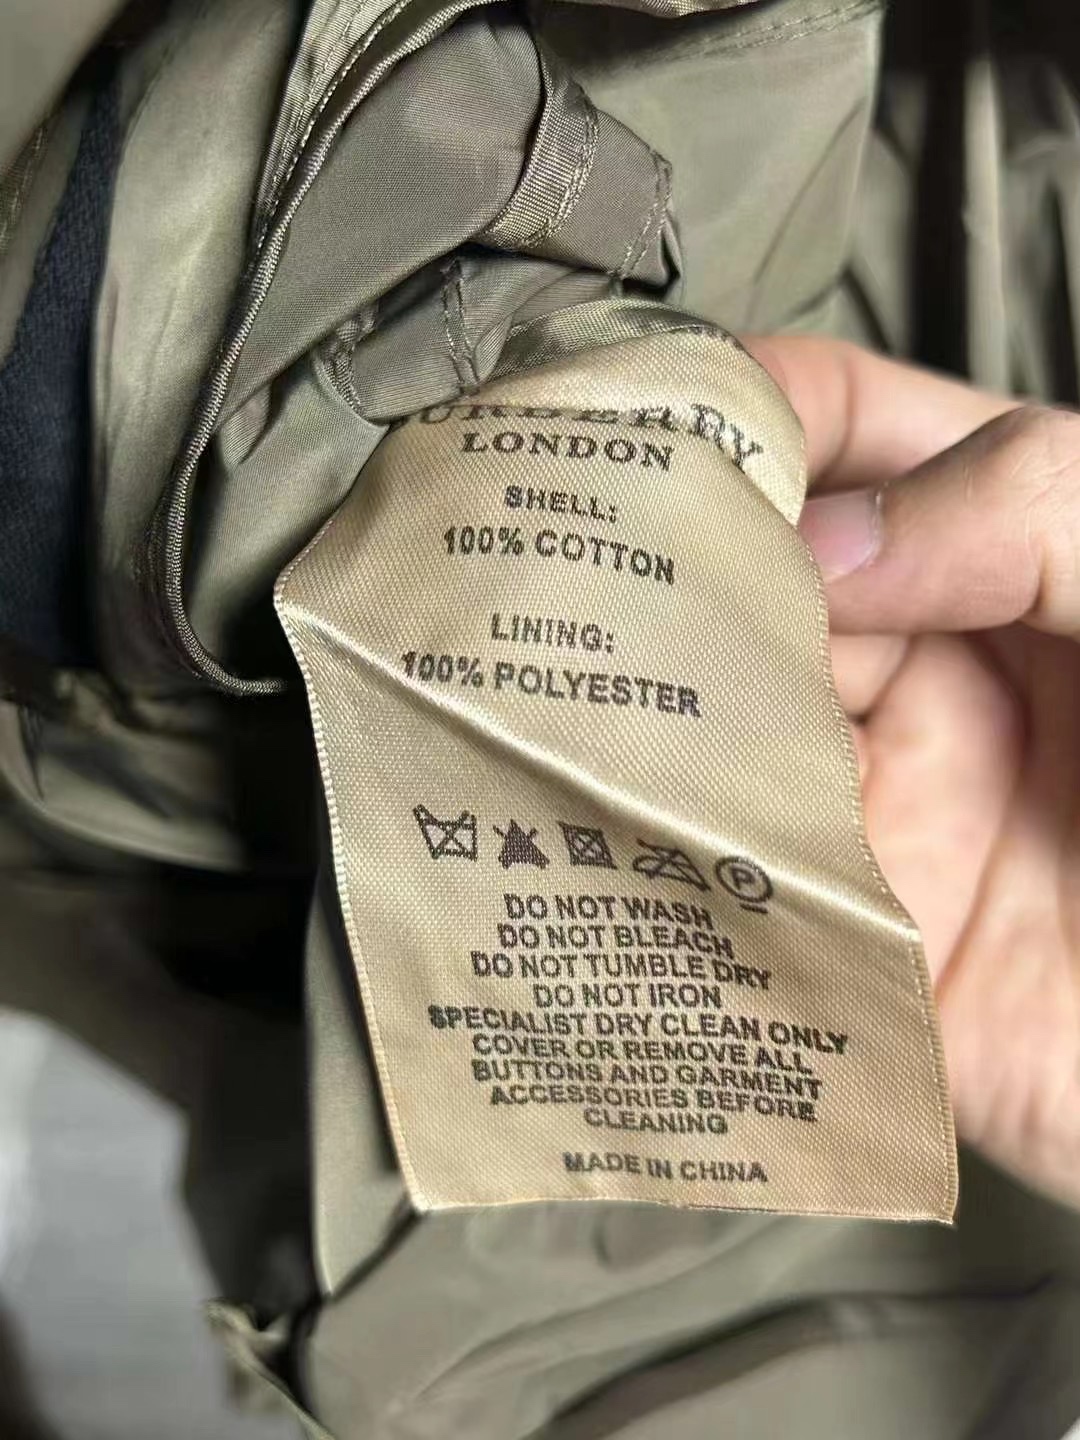 BURBERRY
LONDON
SHELL:
100% COTTON
LINING:
100% POLYESTER
P
DO NOT WASH
DO NOT BLEACH
DO NOT TUMBLE DRY
DO NOT IRON
SPECIALIST DRY CLEAN ONLY
COVER OR REMOVE ALL
BUTTONS AND GARMENT
ACCESSORIES BEFORE
CLEANING
MADE IN CHINA